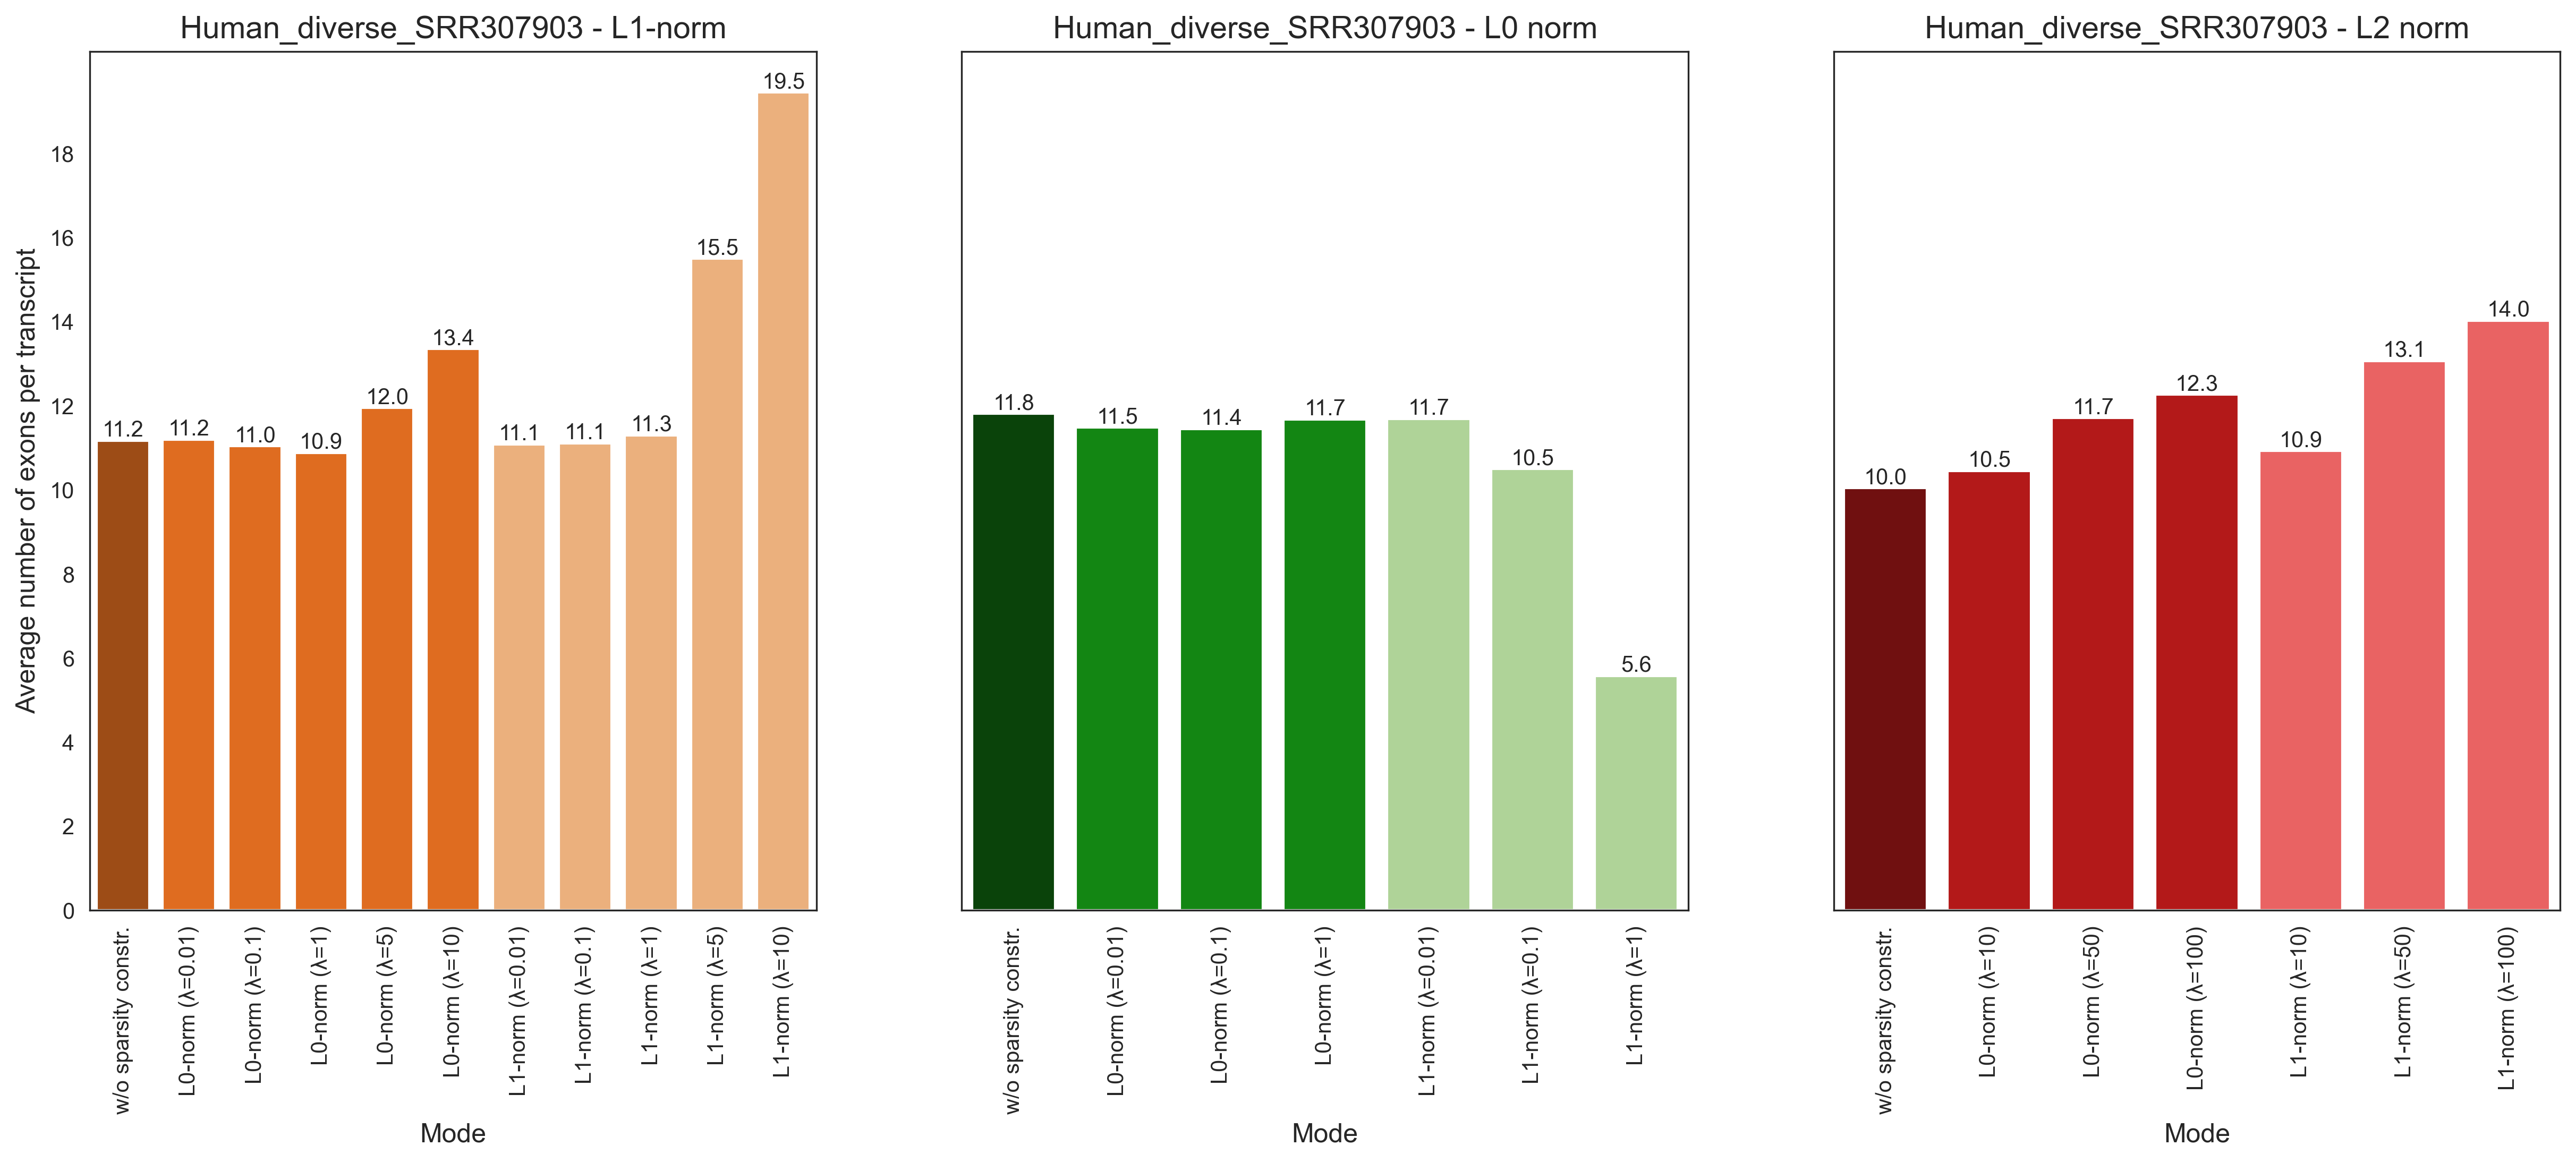 Human_diverse_SRR307903 - L1-norm
Average number of exons per transcript
18
16
14
12
10
8
6
4
2
0
11.2
11.2
11.0
10.9
12.0
13.4
11.1
11.1
11.3
15.5
19.5
w/o sparsity constr.
L0-norm (λ=0.01)
L0-norm (λ=0.1)
L0-norm (λ=1)
L0-norm (λ=5)
L0-norm (λ=10)
L1-norm (λ=0.01)
L1-norm (λ=0.1)
L1-norm (λ=1)
L1-norm (λ=5)
L1-norm (λ=10)
Mode
Human_diverse_SRR307903 - L0 norm
11.8
11.5
11.4
11.7
11.7
10.5
5.6
w/o sparsity constr.
L0-norm (λ=0.01)
L0-norm (λ=0.1)
L0-norm (λ=1)
L1-norm (λ=0.01)
L1-norm (λ=0.1)
L1-norm (λ=1)
Mode
Human_diverse_SRR307903 - L2 norm
10.0
10.5
11.7
12.3
10.9
13.1
14.0
w/o sparsity constr.
L0-norm (λ=10)
L0-norm (λ=50)
L0-norm (λ=100)
L1-norm (λ=10)
L1-norm (λ=50)
L1-norm (λ=100)
Mode